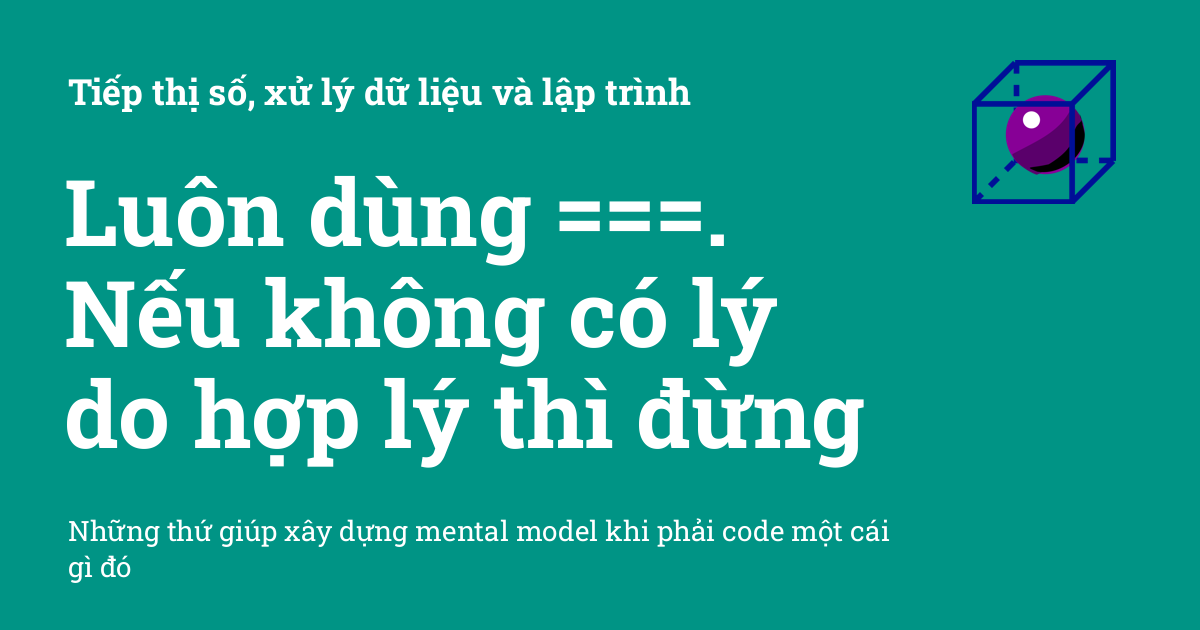 Tiếp thị số, xử lý dữ liệu và lập trình
Luôn dùng ===.
Nếu không có lý
do hợp lý thì đừng
Những thứ giúp xây dựng mental model khi phải code một cái
gì đó